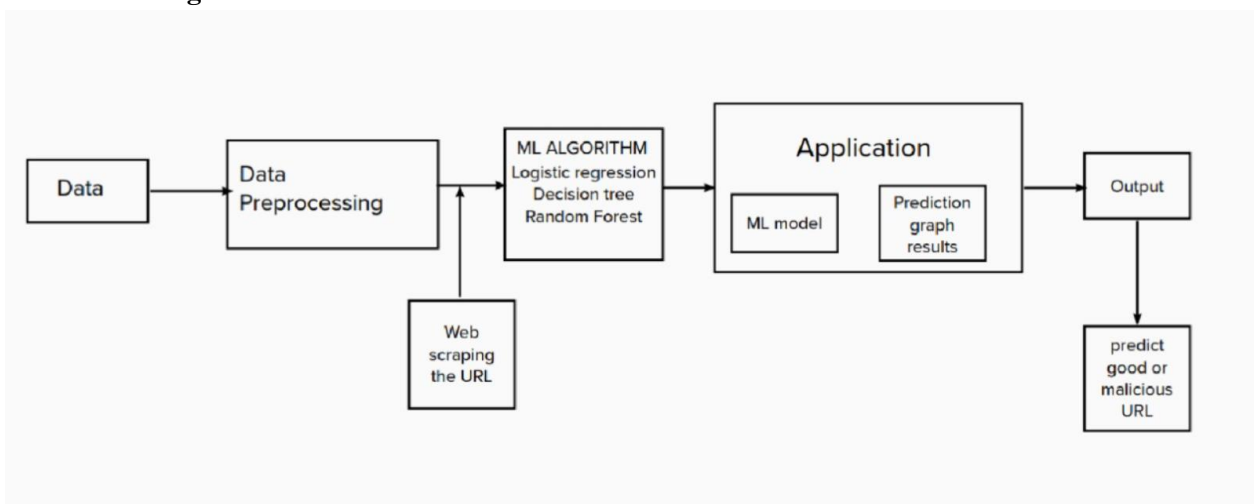 Data
Data
Preprocessing
Web
scraping
the URL
ML ALGORITHM
Logistic regression
Decision tree
Random Forest
Application
ML model
Prediction
graph
results
Output
predict
good or
malicious
URL